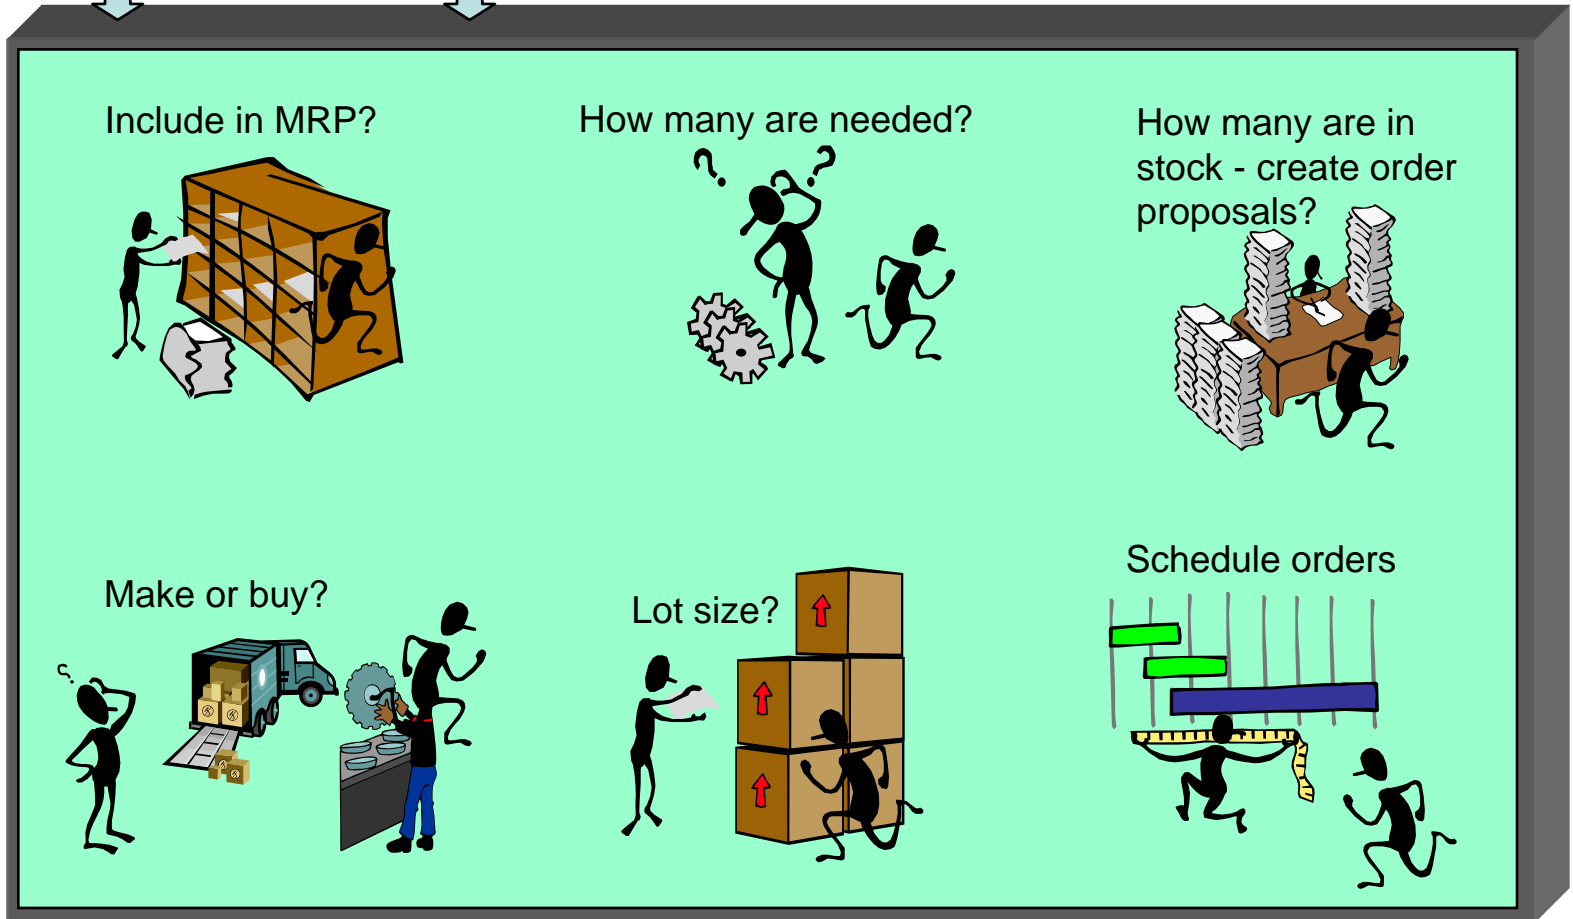 Include in MRP?
How many are needed?
How many are in
stock - create order
proposals?
Make or buy?
Lot size?
Schedule orders